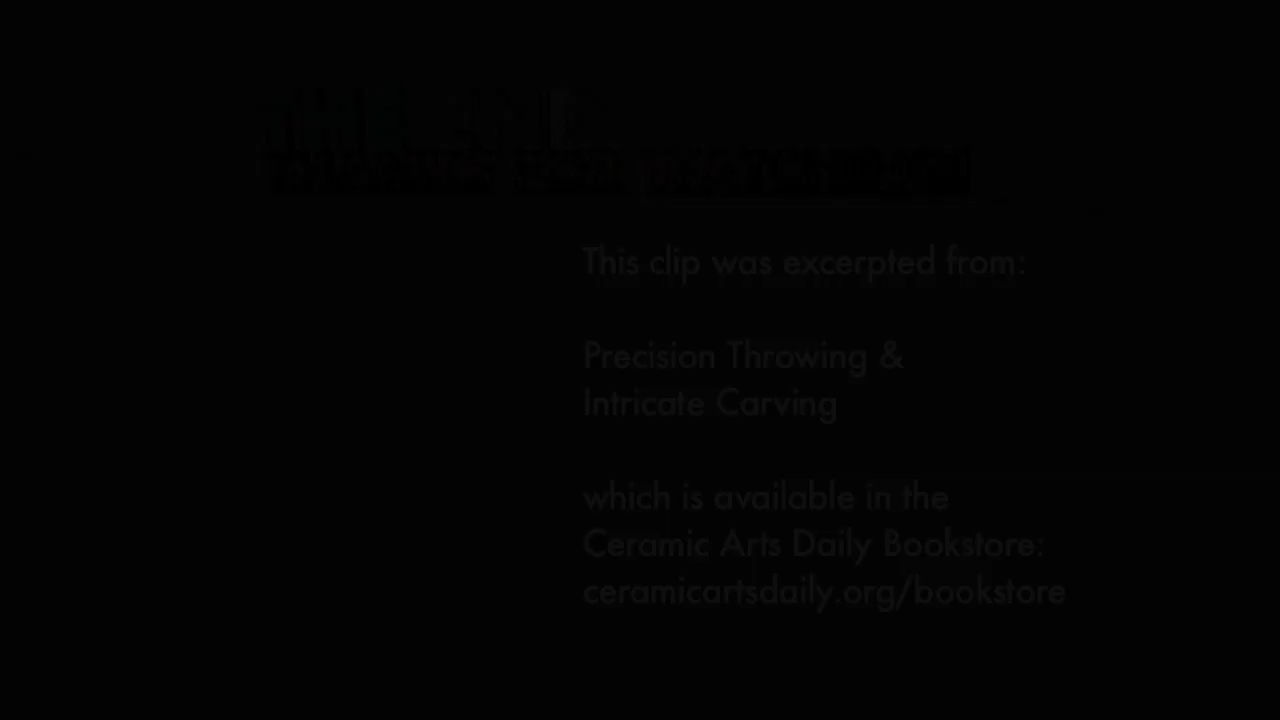 This clip was excerpted from:
Precision Throwing &
Intricate Carving
which is available in the
Ceramic Arts Daily Bookstore:
ceramicartsdaily.org/bookstore